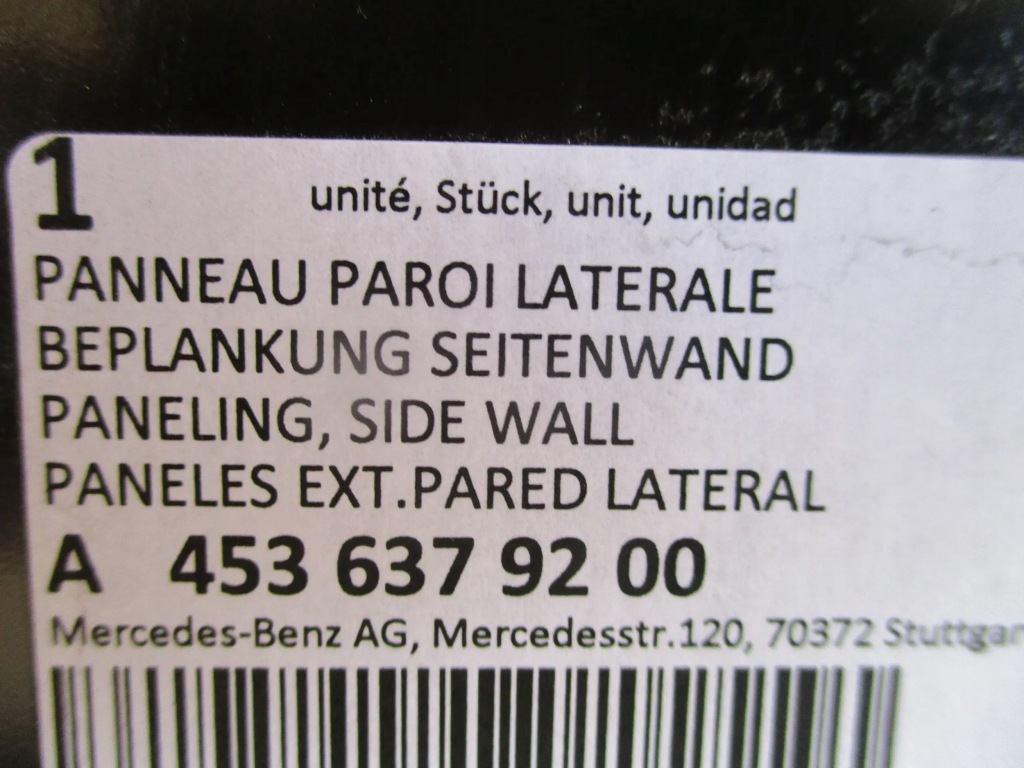 1 unité, Stück, unit, unidad
PANNEAU PAROI LATERALE
BEPLANKUNG SEITENWAND
PANELING, SIDE WALL
PANELES EXT.PARED LATERAL
A 453 637 92 00
Mercedes-Benz AG, Mercedesstr.120, 70372 Stuttgar